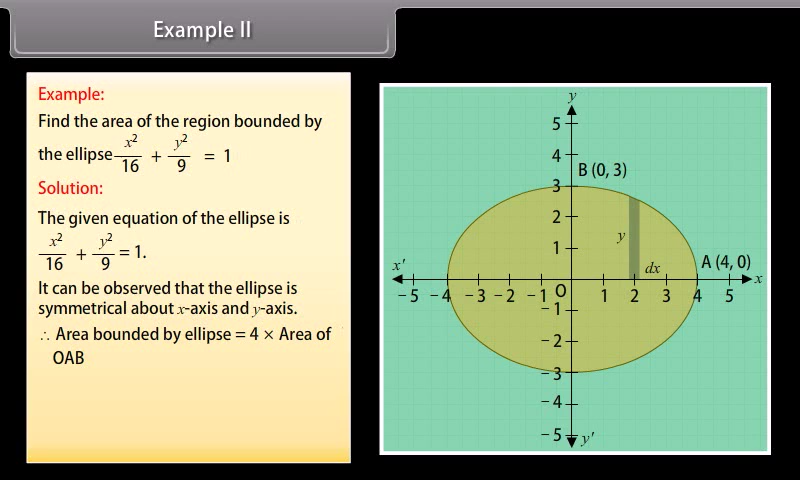 Example II
Example:
Find the area of the region bounded by
the ellipse x²/16 + y²/9 = 1
Solution:
The given equation of the ellipse is
x²/16 + y²/9 = 1.
It can be observed that the ellipse is
symmetrical about x-axis and y-axis.
∴ Area bounded by ellipse = 4 × Area of
OAB
y
5
4
B (0, 3)
3
2
y
1
x'
dx
A (4, 0)
x
O
-5 -4 -3 -2 -1 1 2 3 4 5
-1
-2
-3
-4
-5
y'